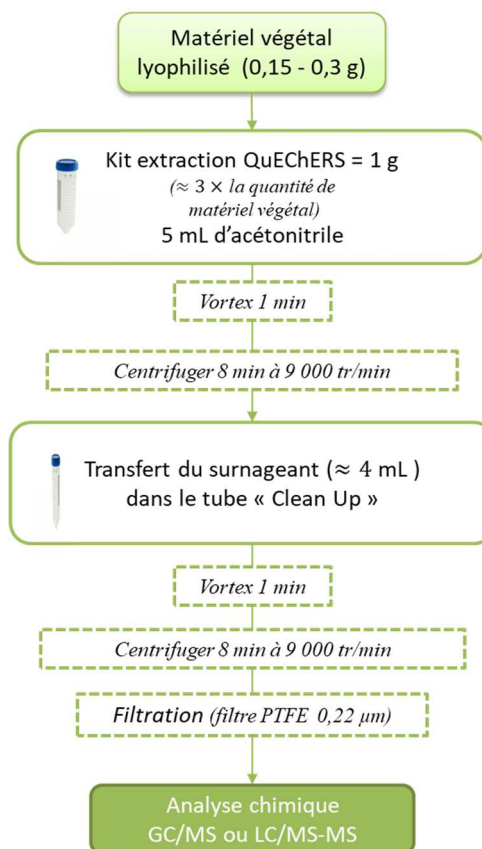 Matériel végétal
lyophilisé (0,15 - 0,3 g)
Kit extraction QuEChERS = 1 g
(≈ 3 × la quantité de
matériel végétal)
5 mL d’acétonitrile
Vortex 1 min
Centrifuger 8 min à 9 000 tr/min
Transfert du surnageant (≈ 4 mL )
dans le tube « Clean Up »
Vortex 1 min
Centrifuger 8 min à 9 000 tr/min
Filtration (filtre PTFE 0,22 µm)
Analyse chimique
GC/MS ou LC/MS-MS